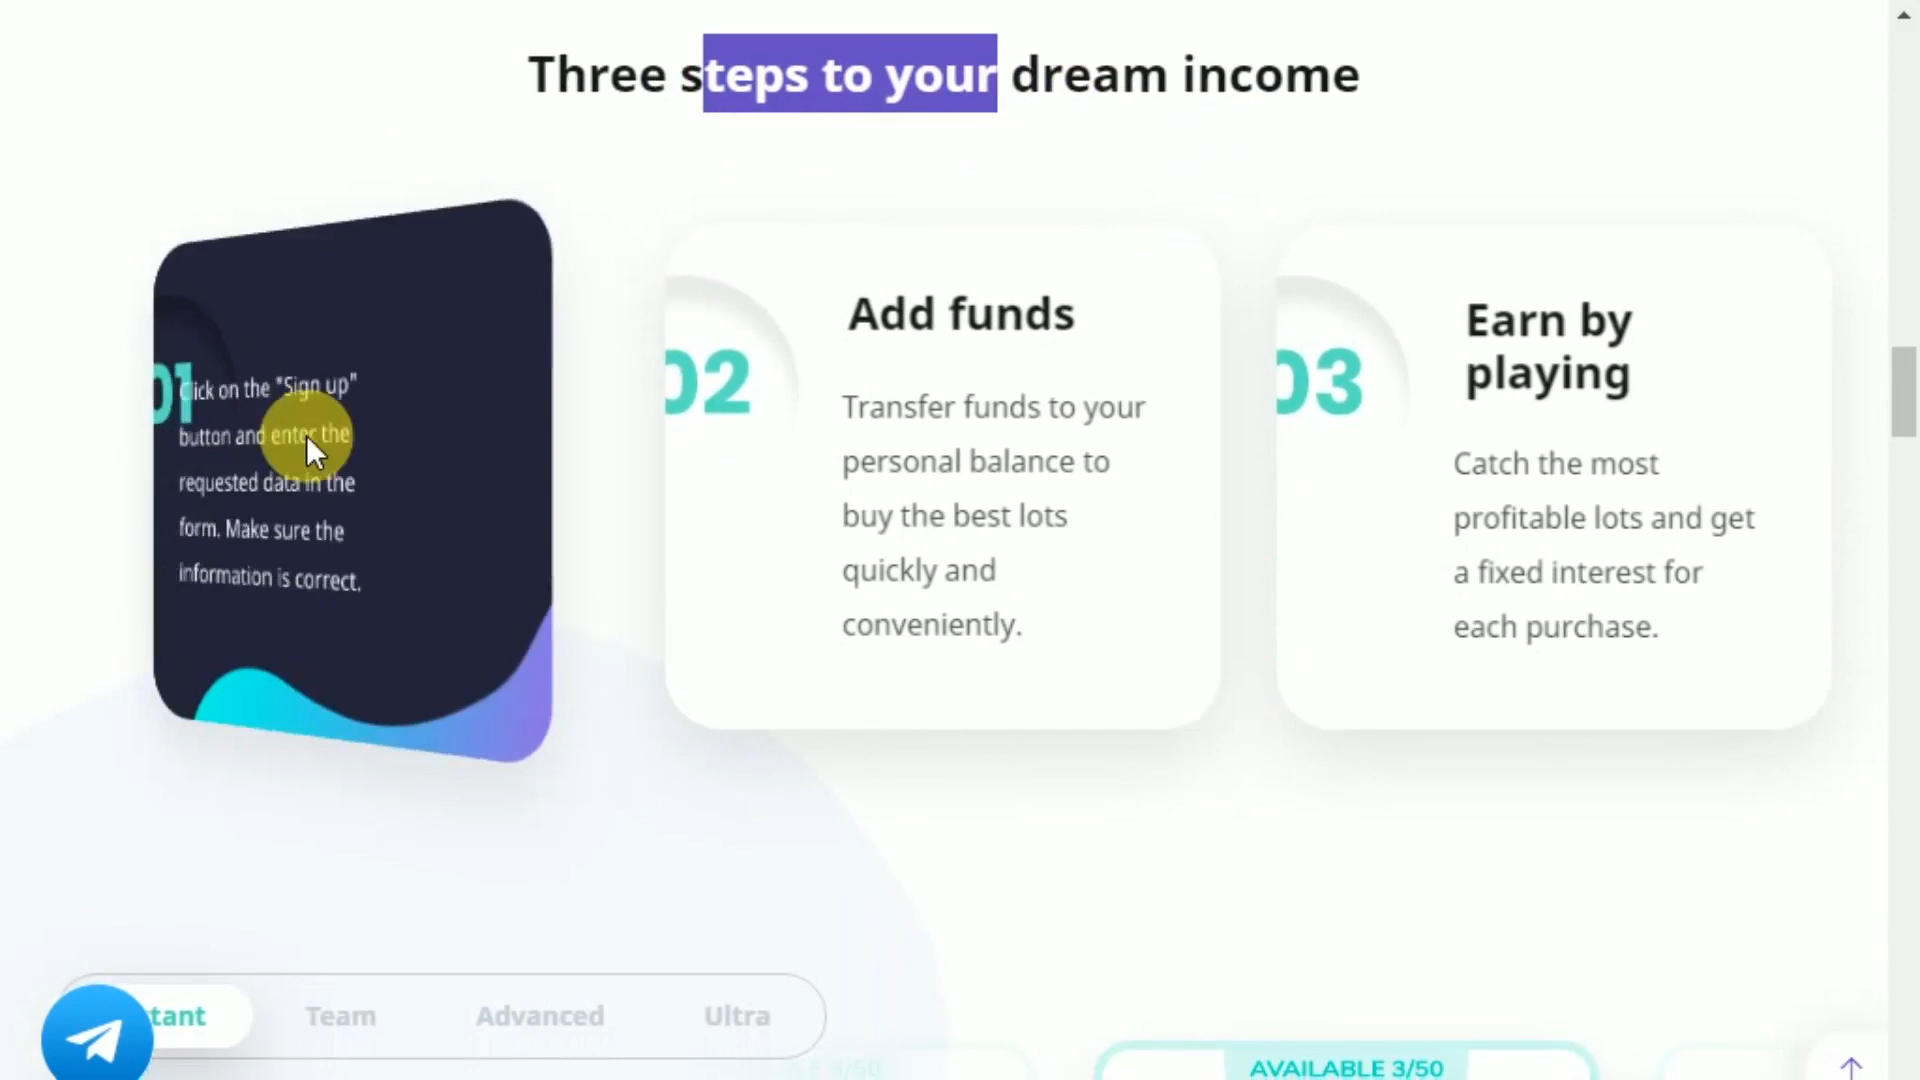 Three steps to your dream income
01
Click on the "Sign up"
button and enter the
requested data in the
form. Make sure the
information is correct.
02
Add funds
Transfer funds to your
personal balance to
buy the best lots
quickly and
conveniently.
03
Earn by
playing
Catch the most
profitable lots and get
a fixed interest for
each purchase.
tant
Team
Advanced
Ultra
3/50
AVAILABLE 3/50